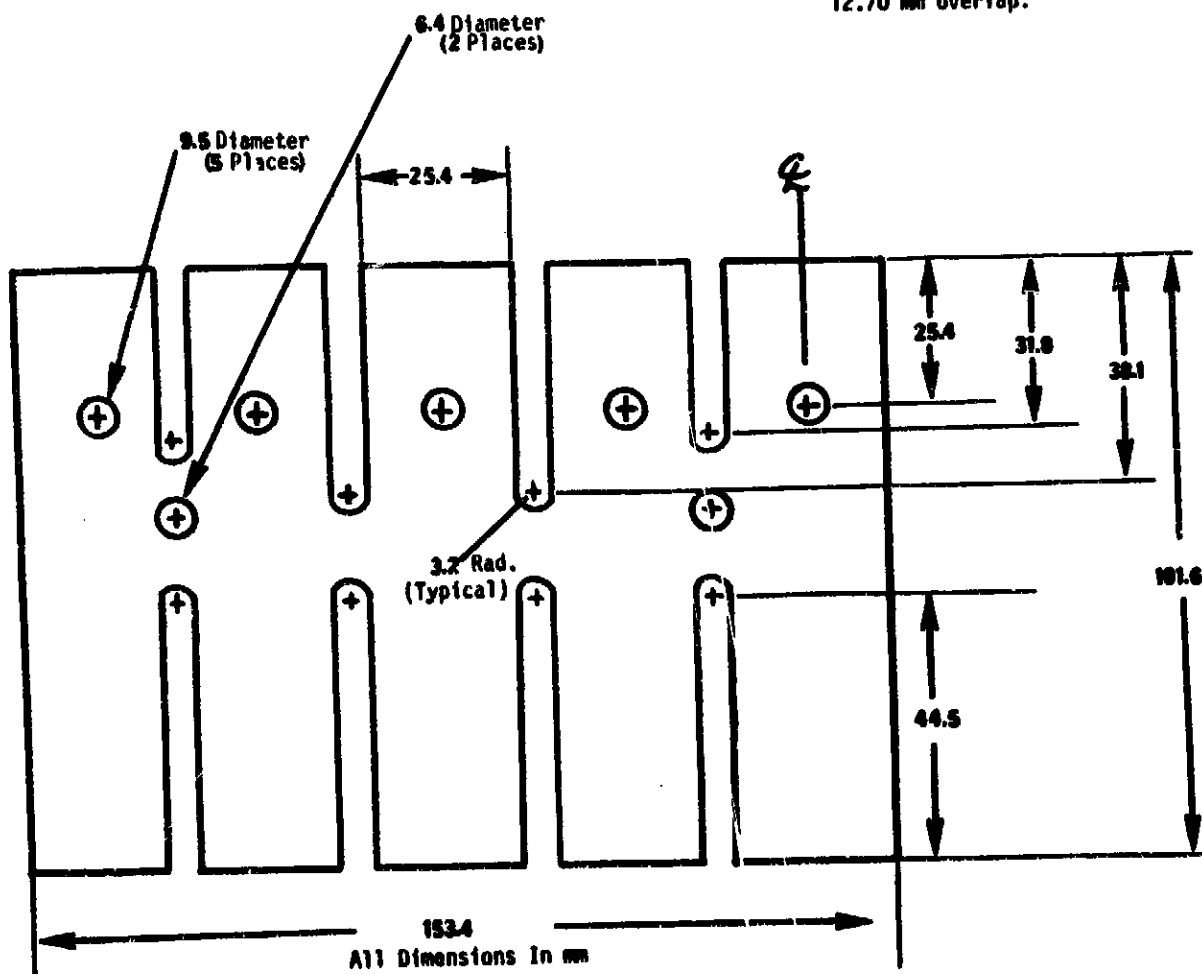 12.70 mm overlap.
6.4 Diameter
(2 Places)
9.5 Diameter
(5 Places)
25.4
℄
25.4
31.8
38.1
3.2 Rad.
(Typical)
101.6
44.5
153.4
All Dimensions In mm